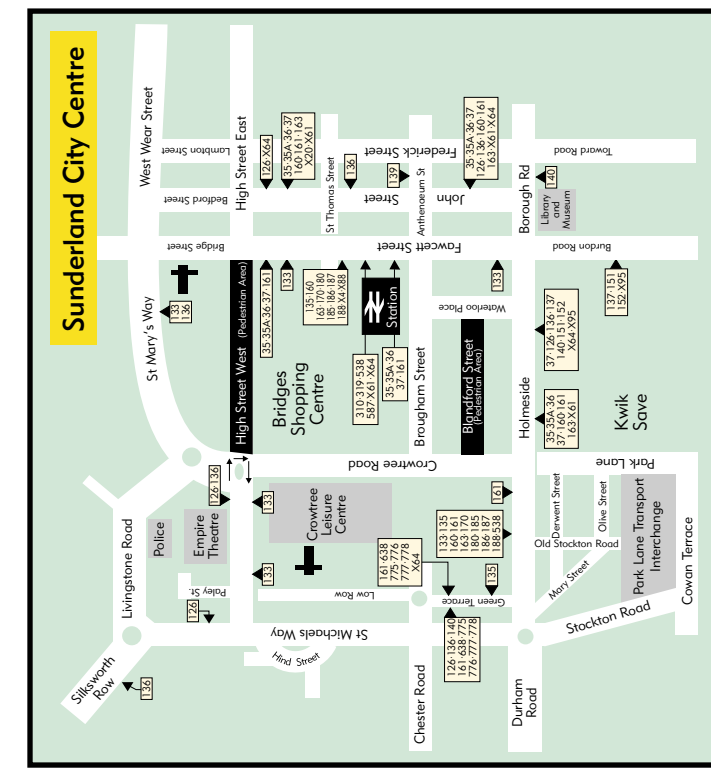 Sunderland City Centre
West Wear Street
St Mary's Way
Livingstone Road
Silksworth
Row
Lambton Street
Bedford Street
Bridge Street
High Street East
High Street West (Pedestrian Area)
133
136
126·136
Police
Empire
Theatre
Paley St.
126
136
126·X64
35·35A·36·37
160·161·163
X20·X61
35·35A·36·37·161
133
133
133
Bridges
Shopping
Centre
Crowtree
Leisure
Centre
Low Row
St Michaels Way
Hind Street
St Thomas Street
Frederick Street
136
139
John Street
Fawcett Street
135·160
163·170·180
185·186·187
188·X4·X88
Station
310·319·538
587·X61·X64
35·35A·36
37·161
Crowtree Road
Anthenaeum St
Brougham Street
161·638
775·776
777·778
X64
Chester Road
Green Terrace
126·136·140
161·638·775
776·777·778
35·35A·36·37
126·136·160·161
163·X61·X64
Waterloo Place
Blandford Street
(Pedestrian Area)
133
133·135
160·161
163·170
180·185
186·187
188·538
161
135
Borough Rd
Holmeside
Durham
Road
Toward Road
140
Library
and
Museum
Burdon Road
37·126·136·137
140·151·152
X64·X95
35·35A·36
37·160·161
163·X61
137·151
152·X95
Kwik
Save
Park Lane
Derwent Street
Olive Street
Old Stockton Road
Mary Street
Stockton Road
Park Lane Transport
Interchange
Cowan Terrace